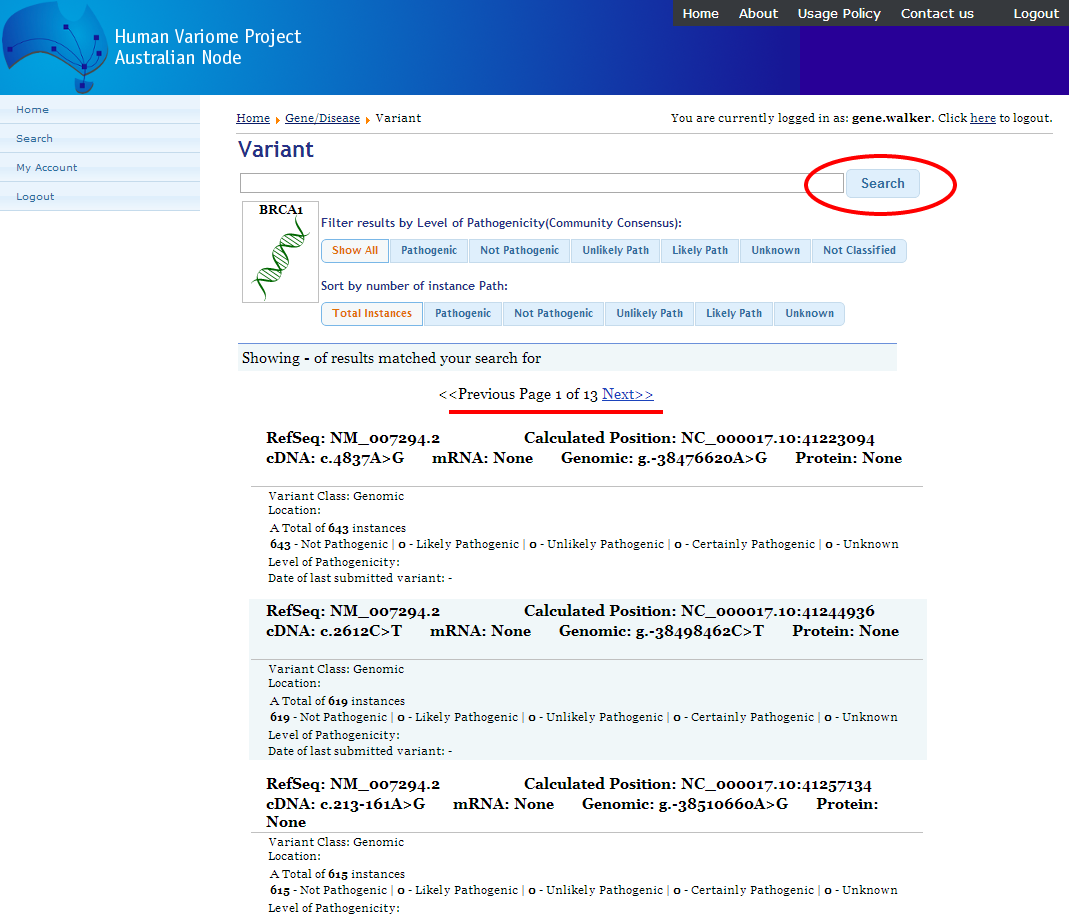 Home About Usage Policy Contact us Logout
Human Variome Project
Australian Node
Home
Search
My Account
Logout
Home Gene/Disease Variant
You are currently logged in as: gene.walker. Click here to logout.
Variant
Search
BRCA1
Filter results by Level of Pathogenicity(Community Consensus):
Show All Pathogenic Not Pathogenic Unlikely Path Likely Path Unknown Not Classified
Sort by number of instance Path:
Total Instances Pathogenic Not Pathogenic Unlikely Path Likely Path Unknown
Showing - of results matched your search for
<<Previous Page 1 of 13 Next>>
RefSeq: NM_007294.2 Calculated Position: NC_000017.10:41223094
cDNA: c.4837A>G mRNA: None Genomic: g.-38476620A>G Protein: None
Variant Class: Genomic
Location:
A Total of 643 instances
643 - Not Pathogenic | 0 - Likely Pathogenic | 0 - Unlikely Pathogenic | 0 - Certainly Pathogenic | 0 - Unknown
Level of Pathogenicity:
Date of last submitted variant: -
RefSeq: NM_007294.2 Calculated Position: NC_000017.10:41244936
cDNA: c.2612C>T mRNA: None Genomic: g.-38498462C>T Protein: None
Variant Class: Genomic
Location:
A Total of 619 instances
619 - Not Pathogenic | 0 - Likely Pathogenic | 0 - Unlikely Pathogenic | 0 - Certainly Pathogenic | 0 - Unknown
Level of Pathogenicity:
Date of last submitted variant: -
RefSeq: NM_007294.2 Calculated Position: NC_000017.10:41257134
cDNA: c.213-161A>G mRNA: None Genomic: g.-38510660A>G Protein:
None
Variant Class: Genomic
Location:
A Total of 615 instances
615 - Not Pathogenic | 0 - Likely Pathogenic | 0 - Unlikely Pathogenic | 0 - Certainly Pathogenic | 0 - Unknown
Level of Pathogenicity: